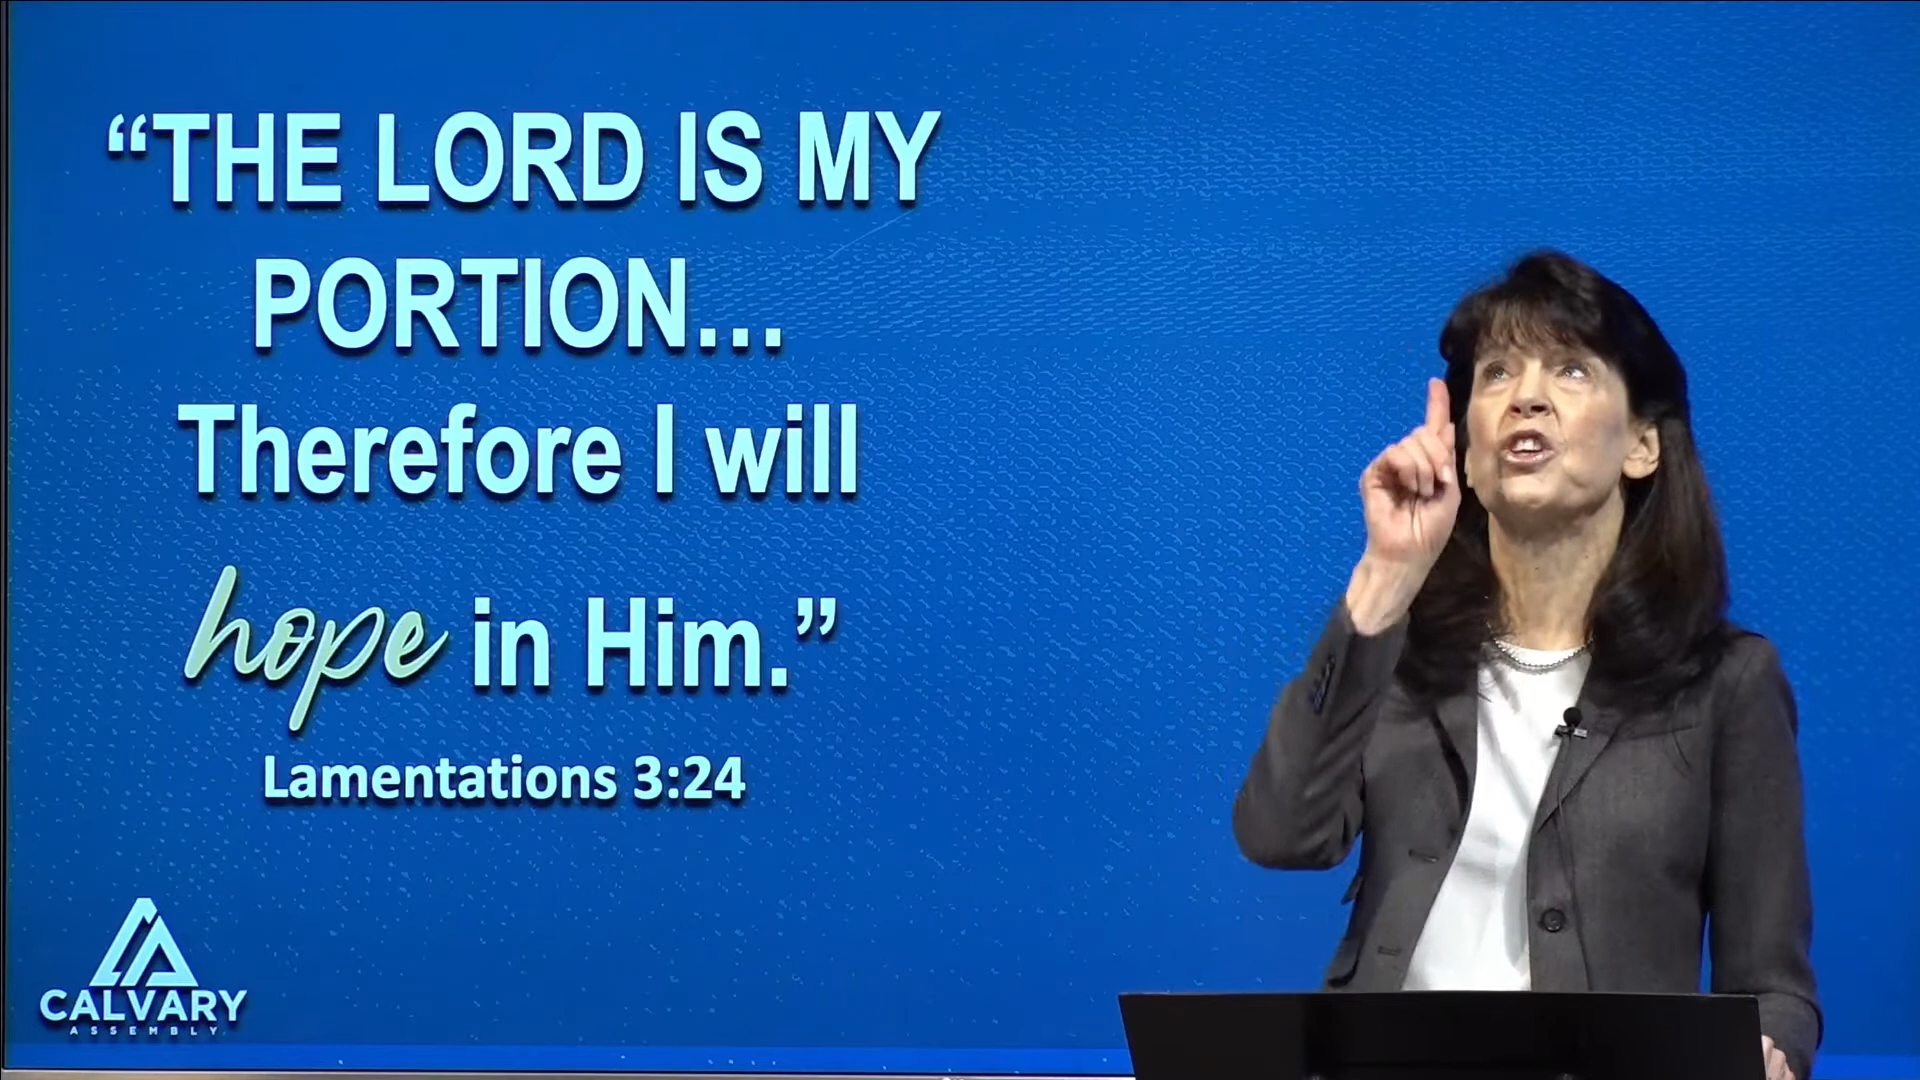 “THE LORD IS MY
PORTION...
Therefore I will
hope in Him.”
Lamentations 3:24
CALVARY
ASSEMBLY